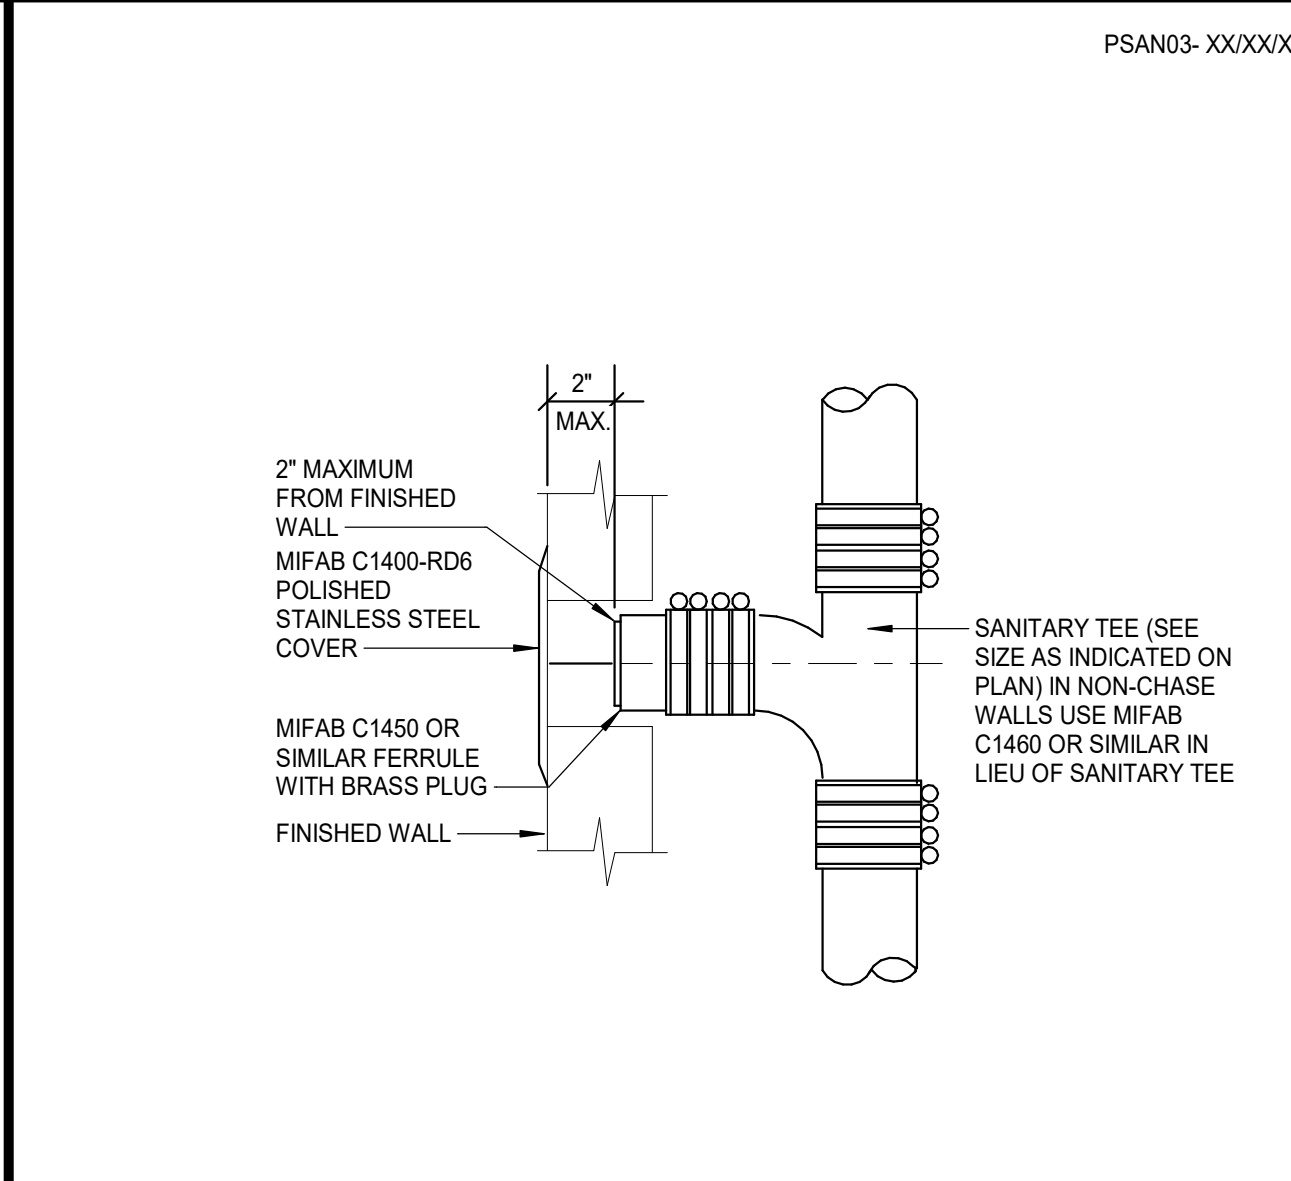 PSAN03- XX/XX/X
2"
MAX.
2" MAXIMUM
FROM FINISHED
WALL
MIFAB C1400-RD6
POLISHED
STAINLESS STEEL
COVER
MIFAB C1450 OR
SIMILAR FERRULE
WITH BRASS PLUG
FINISHED WALL
SANITARY TEE (SEE
SIZE AS INDICATED ON
PLAN) IN NON-CHASE
WALLS USE MIFAB
C1460 OR SIMILAR IN
LIEU OF SANITARY TEE